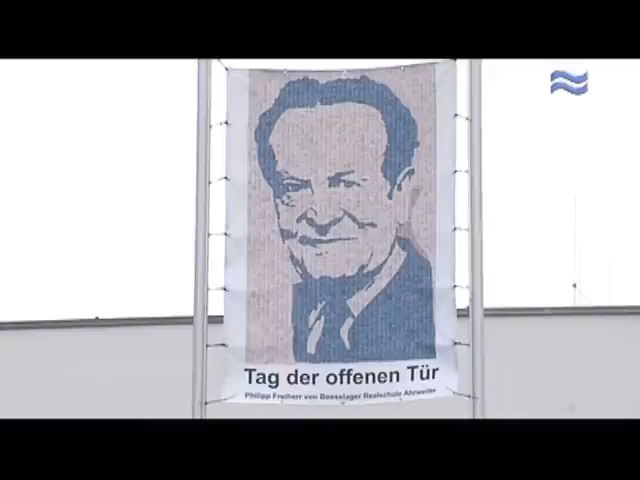 Tag der offenen Tür
Philipp Freiherr von Boeselager Realschule Ahrweiler